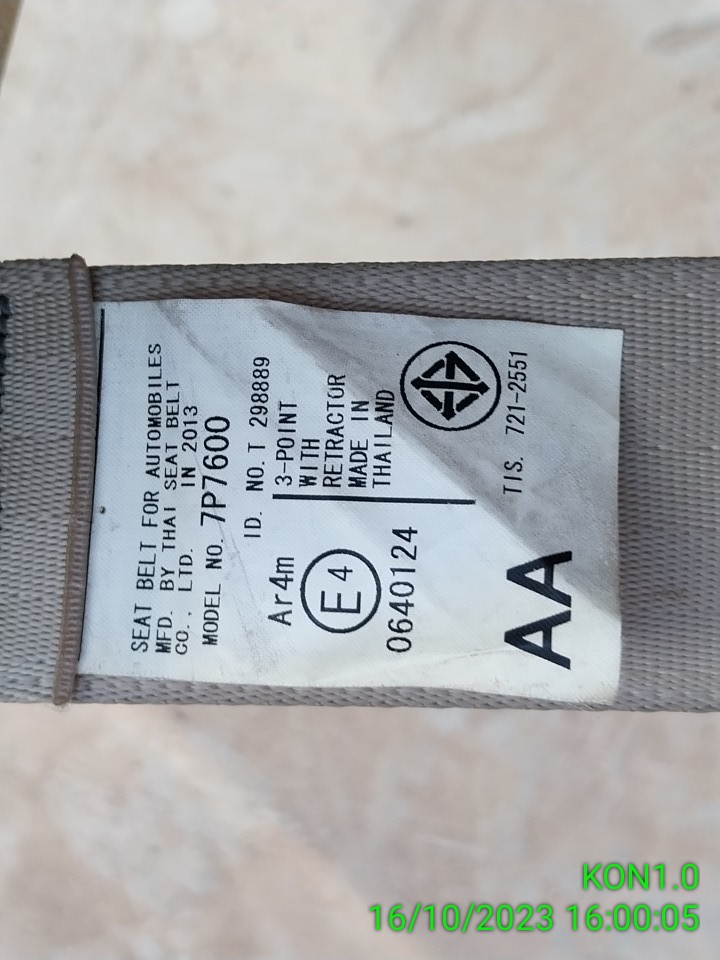 SEAT BELT FOR AUTOMOBILES
MFD. BY THAI SEAT BELT
CO., LTD. IN 2013
MODEL NO. 7P7600
ID. NO. T 298889
Ar4m
E4
0640124
3-POINT
WITH
RETRACTOR
MADE IN
THAILAND
TIS. 721-2551
AA
KON1.0
16/10/2023 16:00:05